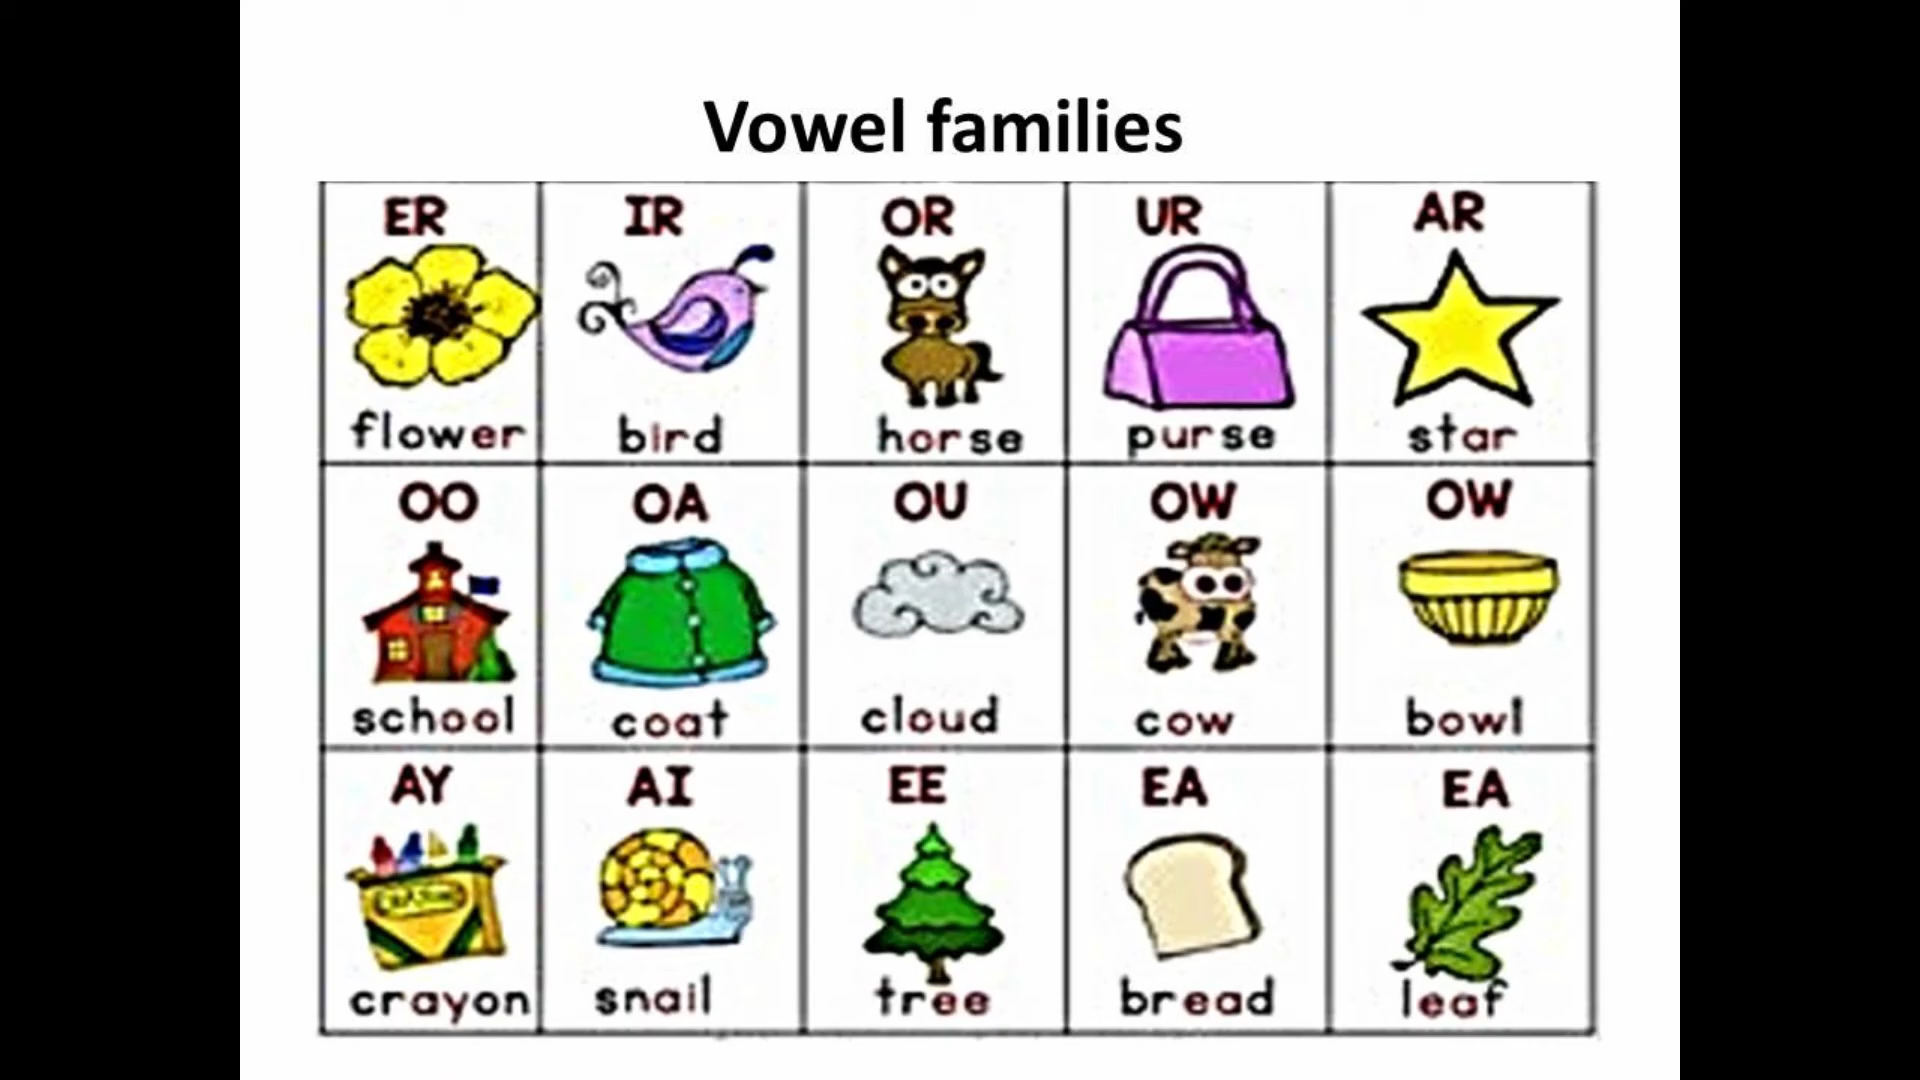 Vowel families
ER IR OR UR AR
flower bird horse purse star
OO OA OU OW OW
school coat cloud cow bowl
AY AI EE EA EA
crayon snail tree bread leaf